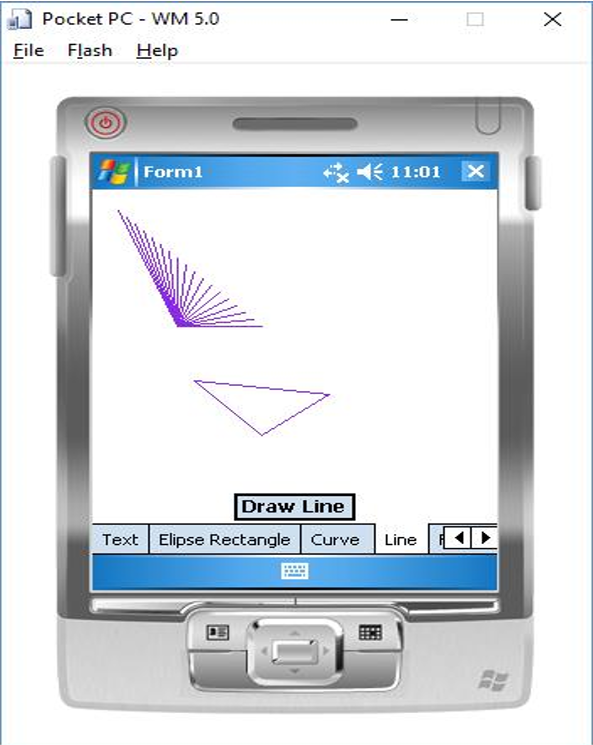 Pocket PC - WM 5.0
File Flash Help
Form1 11:01
Draw Line
Text Elipse Rectangle Curve Line